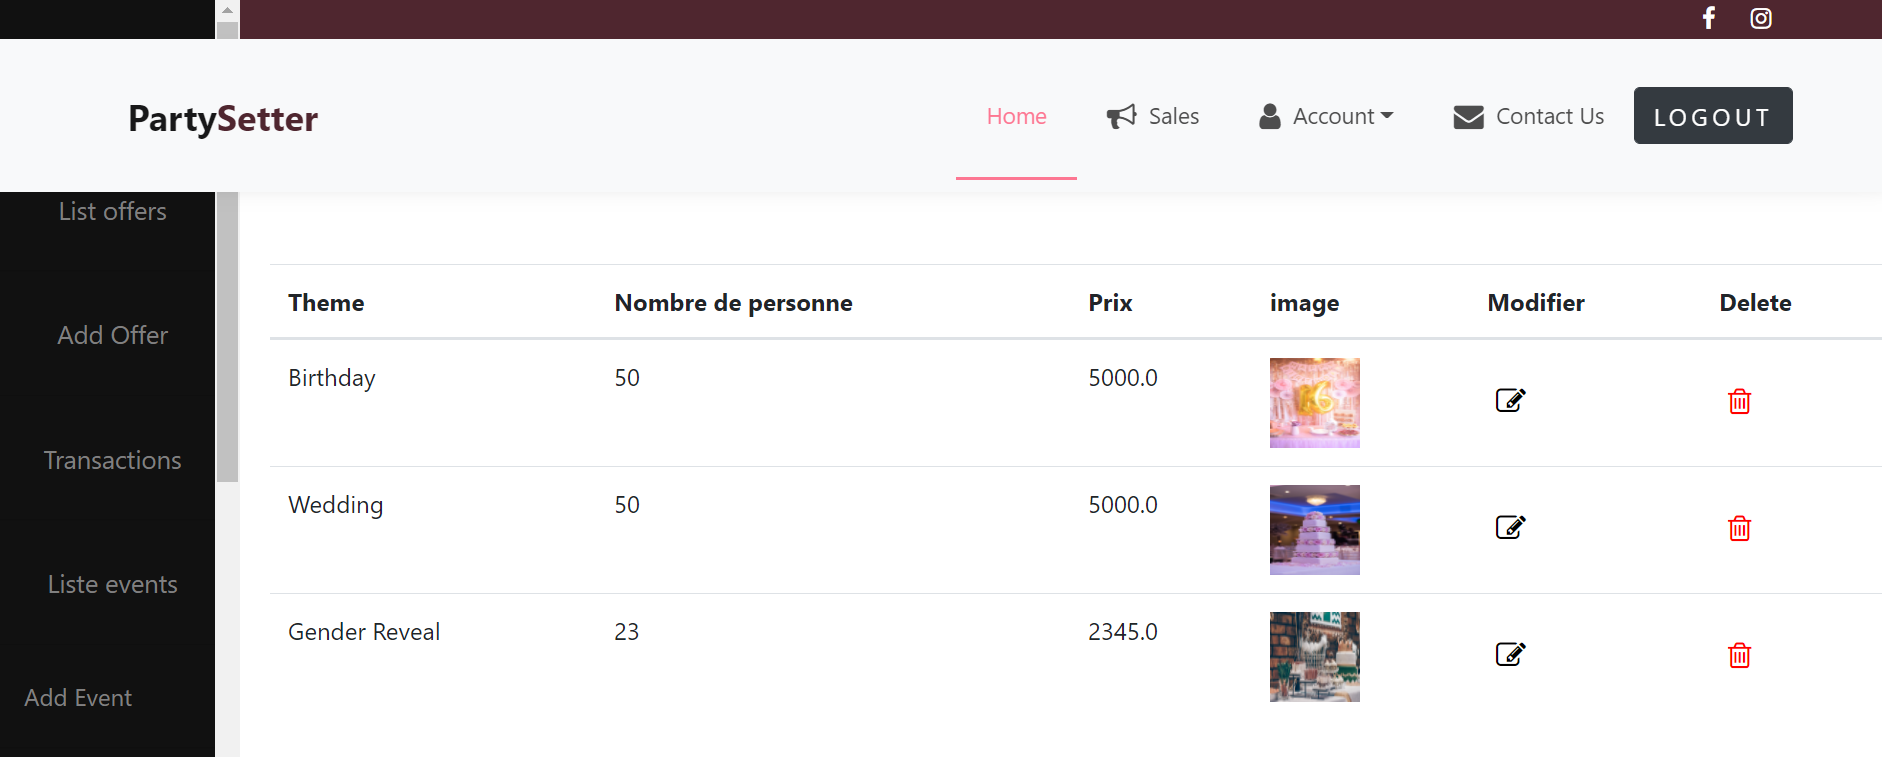 PartySetter
Home
Sales
Account
Contact Us
LOGOUT
List offers
Add Offer
Transactions
Liste events
Add Event
Theme Nombre de personne Prix image Modifier Delete
Birthday 50 5000.0
16
Wedding 50 5000.0
Gender Reveal 23 2345.0